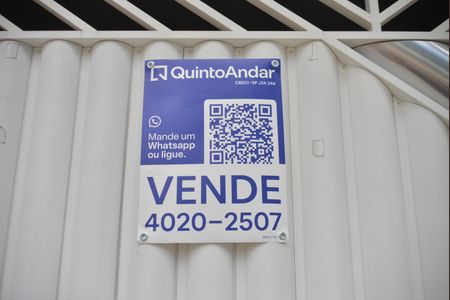 QuintoAndar
CRECI-SP J24.344
Mande um
Whatsapp
ou ligue.
VENDE
4020-2507